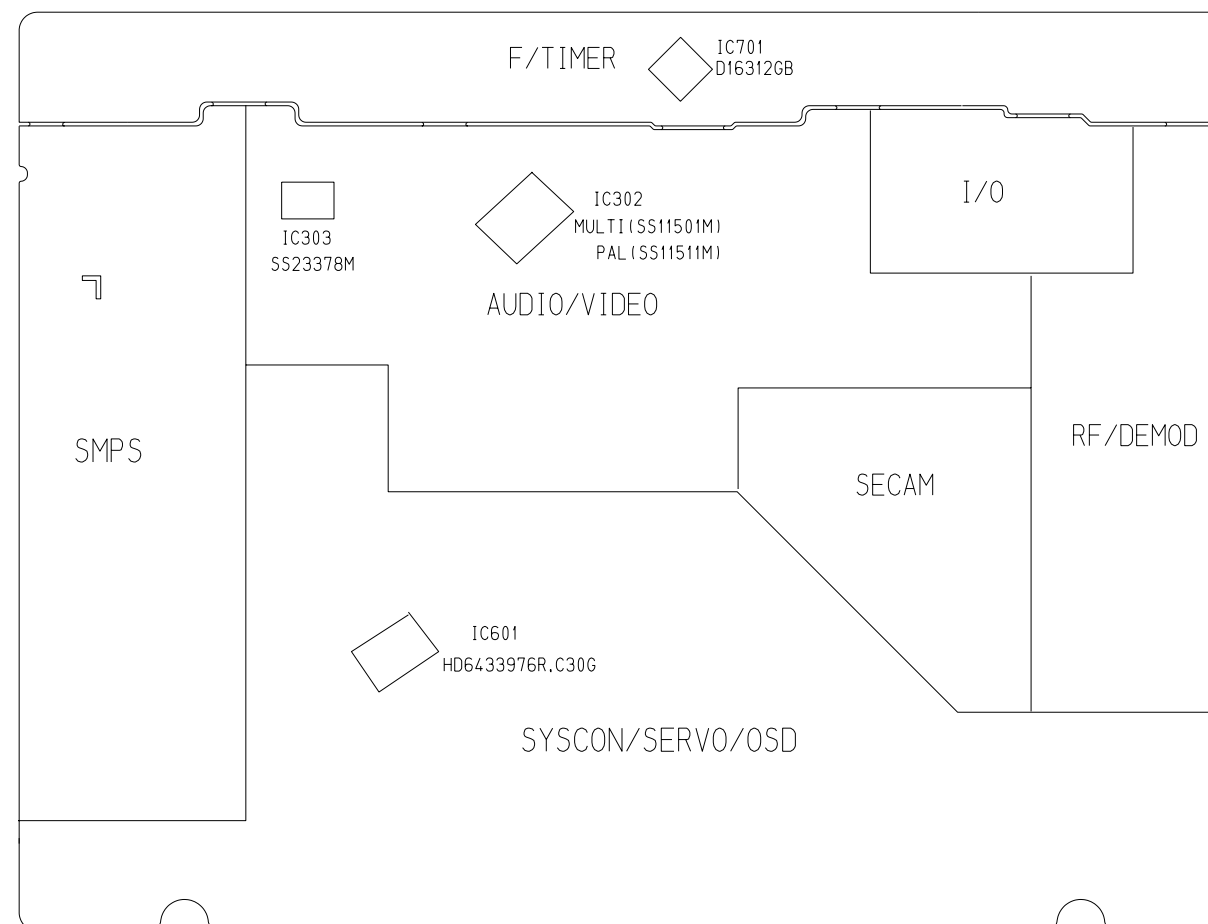 F/TIMER
IC701
D16312GB
I/O
IC302
MULTI(SS11501M)
PAL(SS11511M)
IC303
SS23378M
AUDIO/VIDEO
SMPS
RF/DEMOD
SECAM
IC601
HD6433976R,C30G
SYSCON/SERVO/OSD